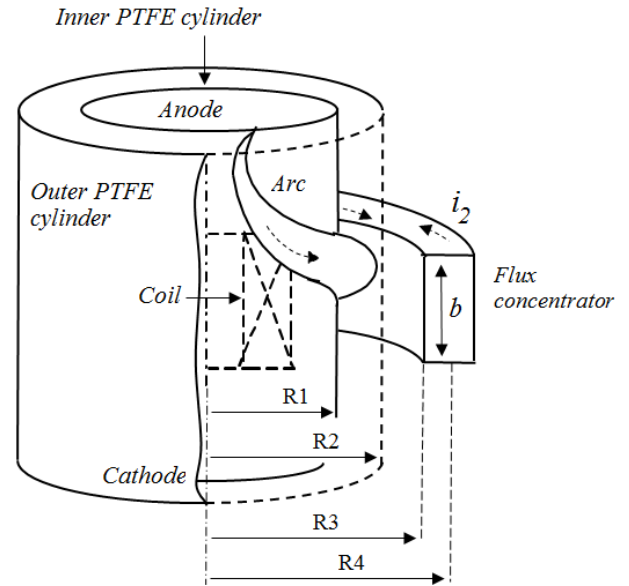 Inner PTFE cylinder
Anode
Arc
Outer PTFE
cylinder
i2
Coil
Flux
concentrator
b
R1
R2
Cathode
R3
R4